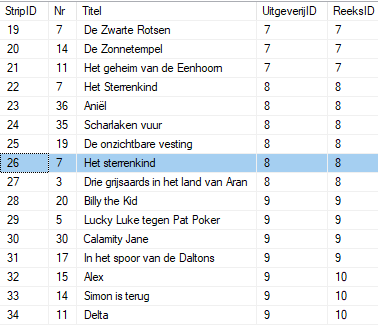 StripID Nr Titel UitgeverijID ReeksID
19 7 De Zwarte Rotsen 7 7
20 14 De Zonnetempel 7 7
21 11 Het geheim van de Eenhoorn 7 7
22 7 Het Sterrenkind 8 8
23 36 Aniël 8 8
24 35 Scharlaken vuur 8 8
25 19 De onzichtbare vesting 8 8
26 7 Het sterrenkind 8 8
27 3 Drie grijsaards in het land van Aran 8 8
28 20 Billy the Kid 9 9
29 5 Lucky Luke tegen Pat Poker 9 9
30 30 Calamity Jane 9 9
31 17 In het spoor van de Daltons 9 9
32 15 Alex 9 10
33 14 Simon is terug 9 10
34 11 Delta 9 10